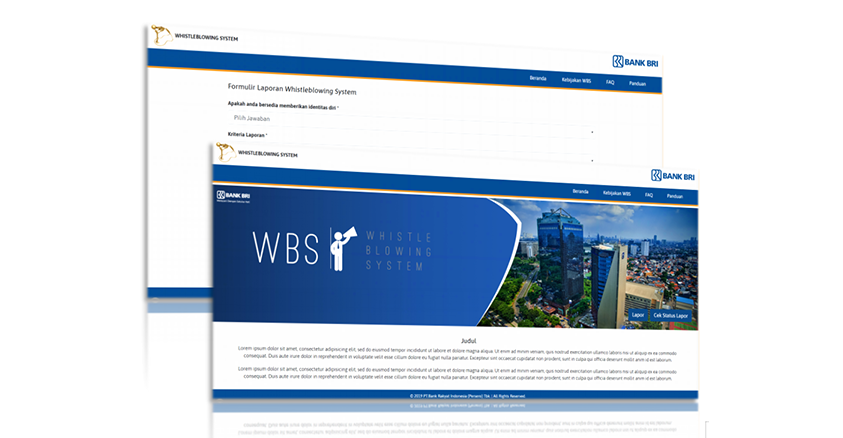 WHISTLEBLOWING SYSTEM
BANK BRI
Beranda Kebijakan WBS FAQ Panduan
Formulir Laporan Whistleblowing System
Apakah anda bersedia memberikan identitas diri *
Pilih Jawaban
Kriteria Laporan *
WHISTLEBLOWING SYSTEM
BANK BRI
Beranda Kebijakan WBS FAQ Panduan
BANK BRI
WBS
WHISTLE
BLOWING
SYSTEM
Lapor Cek Status Lapor
Judul
Lorem ipsum dolor sit amet, consectetur adipisicing elit, sed do eiusmod tempor incididunt ut labore et dolore magna aliqua. Ut enim ad minim veniam, quis nostrud exercitation ullamco laboris nisi ut aliquip ex ea commodo
consequat. Duis aute irure dolor in reprehenderit in voluptate velit esse cillum dolore eu fugiat nulla pariatur. Excepteur sint occaecat cupidatat non proident, sunt in culpa qui officia deserunt mollit anim id est laborum.
Lorem ipsum dolor sit amet, consectetur adipisicing elit, sed do eiusmod tempor incididunt ut labore et dolore magna aliqua. Ut enim ad minim veniam, quis nostrud exercitation ullamco laboris nisi ut aliquip ex ea commodo
consequat. Duis aute irure dolor in reprehenderit in voluptate velit esse cillum dolore eu fugiat nulla pariatur. Excepteur sint occaecat cupidatat non proident, sunt in culpa qui officia deserunt mollit anim id est laborum.
© 2019 PT Bank Rakyat Indonesia (Persero) Tbk. | All Rights Reserved.